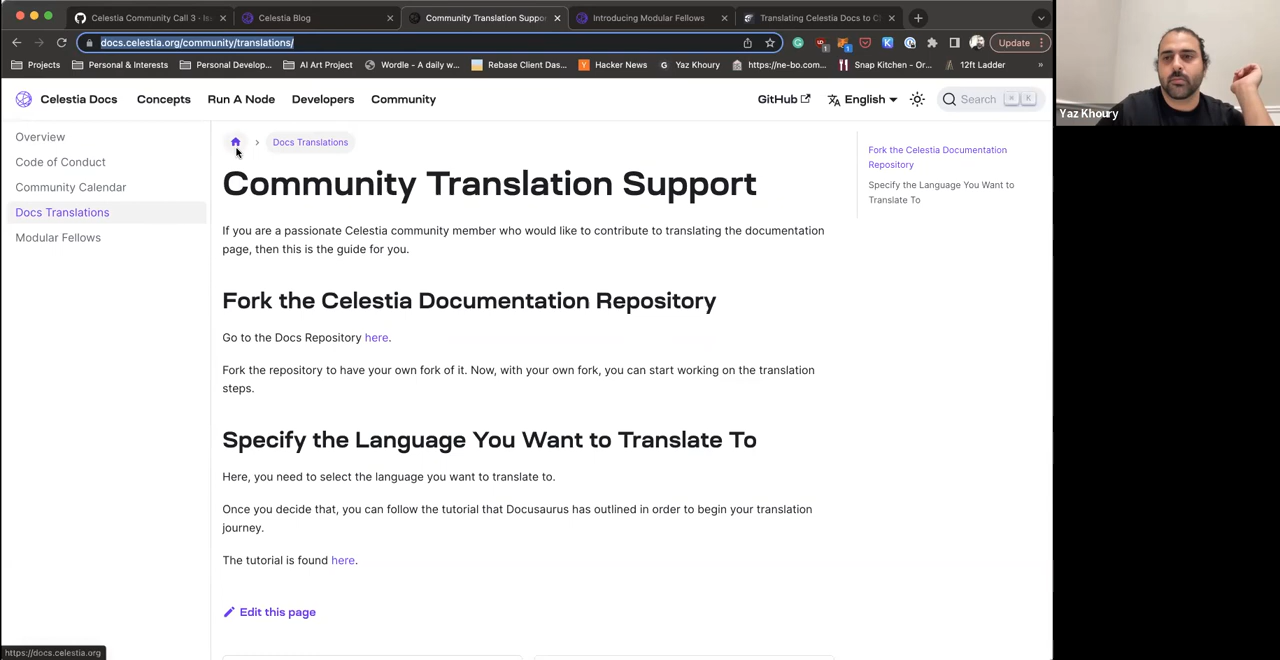 Celestia Community Call 3 - Is
Celestia Blog
Community Translation Suppo
Introducing Modular Fellows
Translating Celestia Docs to C
docs.celestia.org/community/translations/
Update
Projects
Personal & Interests
Personal Develop...
AI Art Project
Wordle - A daily w...
Rebase Client Das...
Hacker News
Yaz Khoury
https://ne-bo.com...
Snap Kitchen - Or...
12ft Ladder
»
Yaz Khoury
Celestia Docs
Concepts
Run A Node
Developers
Community
GitHub
English
Search
⌘ K
Overview
Code of Conduct
Community Calendar
Docs Translations
Modular Fellows
Docs Translations
Community Translation Support
If you are a passionate Celestia community member who would like to contribute to translating the documentation
page, then this is the guide for you.
Fork the Celestia Documentation Repository
Go to the Docs Repository here.
Fork the repository to have your own fork of it. Now, with your own fork, you can start working on the translation
steps.
Specify the Language You Want to Translate To
Here, you need to select the language you want to translate to.
Once you decide that, you can follow the tutorial that Docusaurus has outlined in order to begin your translation
journey.
The tutorial is found here.
Edit this page
Fork the Celestia Documentation
Repository
Specify the Language You Want to
Translate To
https://docs.celestia.org